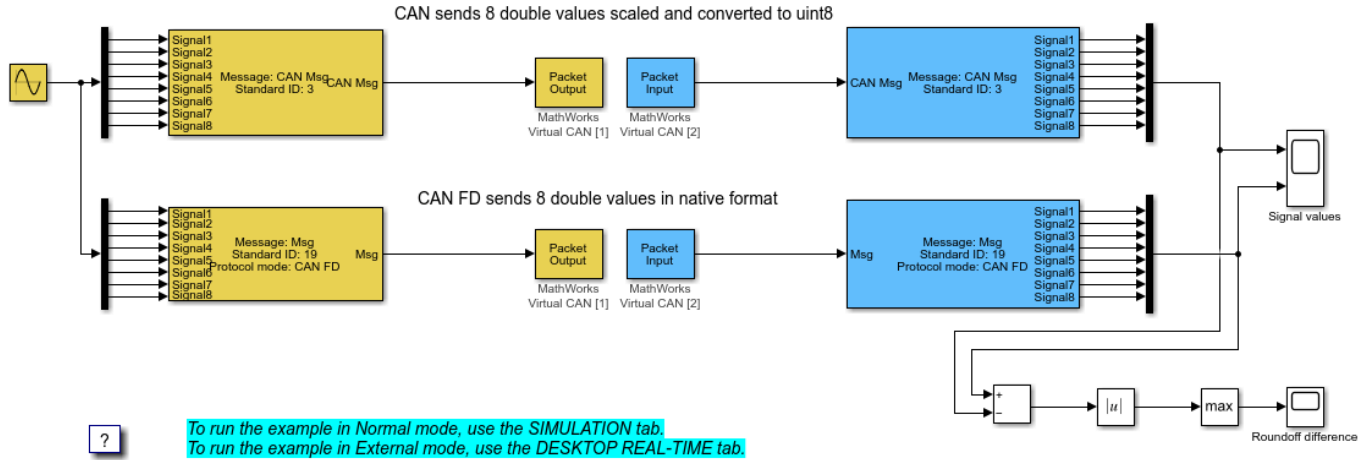 CAN sends 8 double values scaled and converted to uint8
Signal1
Signal2
Signal3
Signal4
Signal5
Signal6
Signal7
Signal8
Message: CAN Msg
Standard ID: 3
CAN Msg
Packet
Output
MathWorks
Virtual CAN [1]
Packet
Input
MathWorks
Virtual CAN [2]
CAN Msg
Message: CAN Msg
Standard ID: 3
Signal1
Signal2
Signal3
Signal4
Signal5
Signal6
Signal7
Signal8
Signal values
CAN FD sends 8 double values in native format
Signal1
Signal2
Signal3
Signal4
Signal5
Signal6
Signal7
Signal8
Message: Msg
Standard ID: 19
Protocol mode: CAN FD
Msg
Packet
Output
MathWorks
Virtual CAN [1]
Packet
Input
MathWorks
Virtual CAN [2]
Msg
Message: Msg
Standard ID: 19
Protocol mode: CAN FD
Signal1
Signal2
Signal3
Signal4
Signal5
Signal6
Signal7
Signal8
+
−
|u|
max
Roundoff difference
?
To run the example in Normal mode, use the SIMULATION tab.
To run the example in External mode, use the DESKTOP REAL-TIME tab.